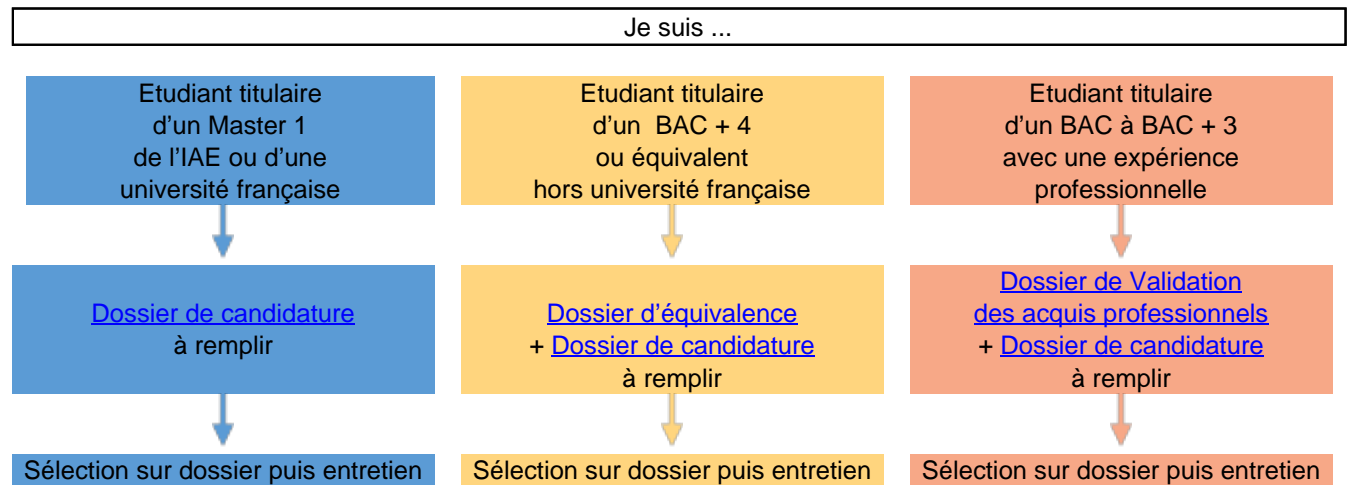 Je suis ...
Etudiant titulaire
d'un Master 1
de l'IAE ou d'une
université française
Etudiant titulaire
d'un  BAC + 4
ou équivalent
hors université française
Etudiant titulaire
d'un BAC à BAC + 3
avec une expérience
professionnelle
Dossier de candidature
à remplir
Dossier d'équivalence
+ Dossier de candidature
à remplir
Dossier de Validation
des acquis professionnels
+ Dossier de candidature
à remplir
Sélection sur dossier puis entretien
Sélection sur dossier puis entretien
Sélection sur dossier puis entretien